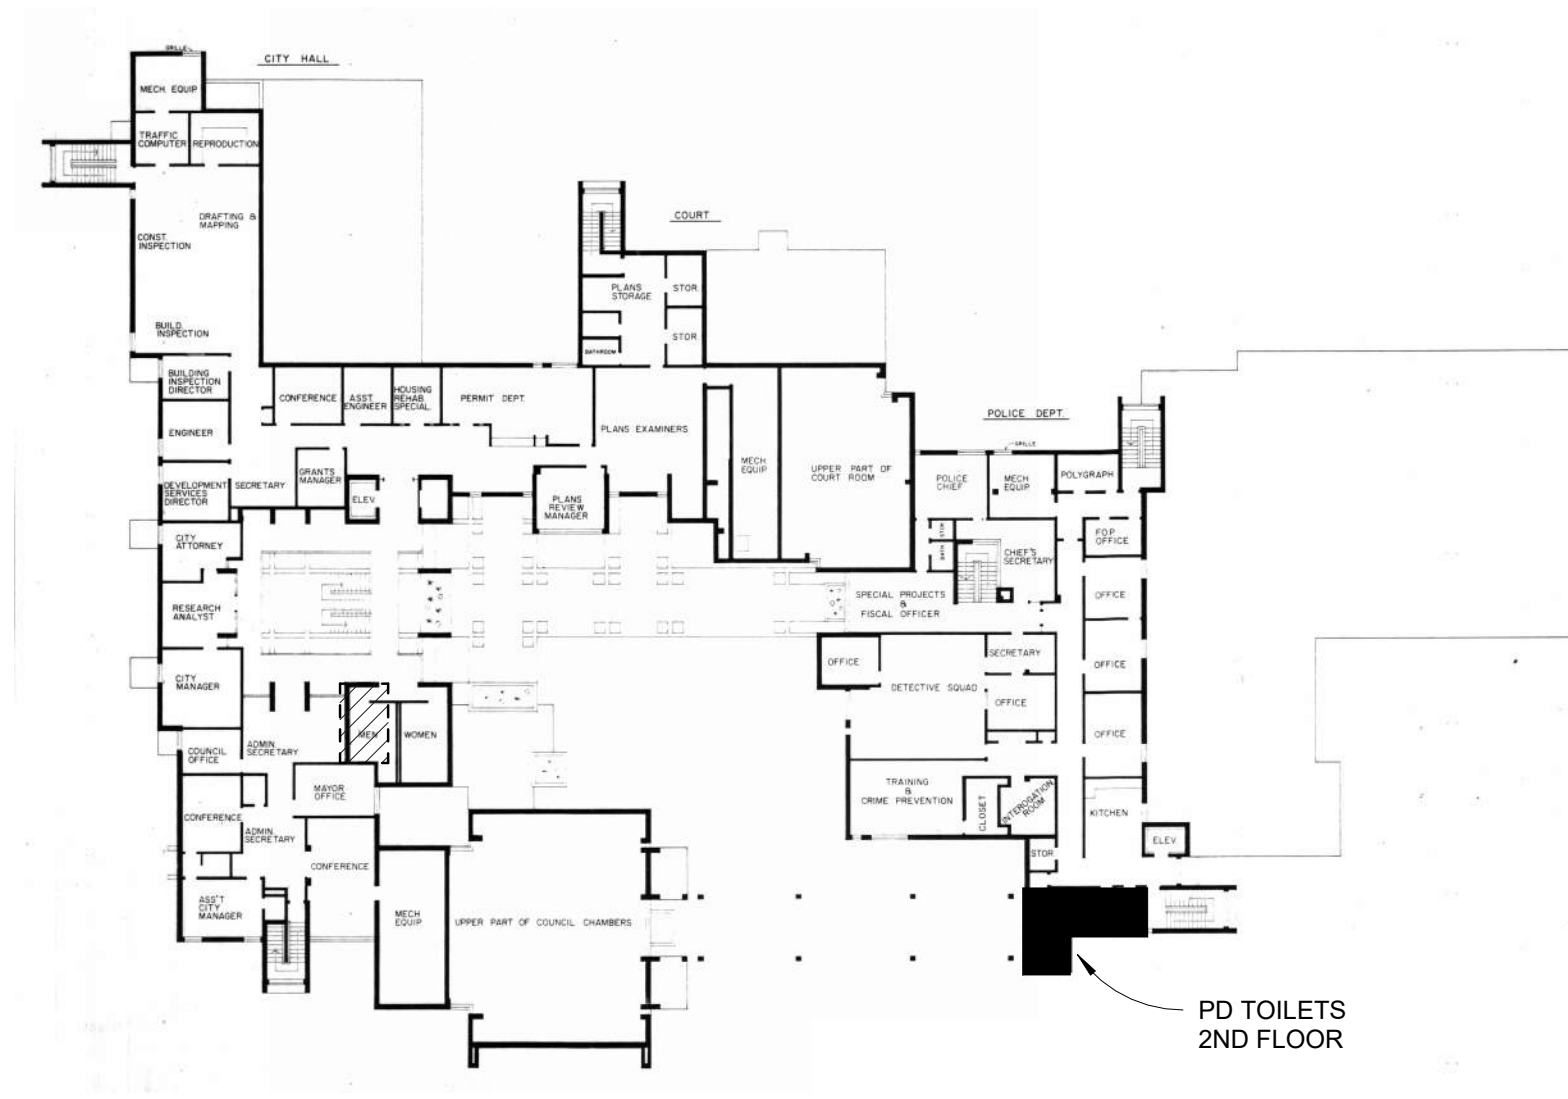 GRILLE
CITY HALL
MECH. EQUIP
TRAFFIC
COMPUTER
REPRODUCTION
DRAFTING &
MAPPING
CONST.
INSPECTION
BUILD.
INSPECTION
COURT
PLANS
STORAGE
STOR.
STOR.
BATHROOM
BUILDING
INSPECTION
DIRECTOR
CONFERENCE
ASST.
ENGINEER
HOUSING
REHAB.
SPECIAL.
PERMIT DEPT.
PLANS EXAMINERS
ENGINEER
DEVELOPMENT
SERVICES
DIRECTOR
SECRETARY
GRANTS
MANAGER
ELEV.
PLANS
REVIEW
MANAGER
MECH
EQUIP
UPPER PART OF
COURT ROOM
POLICE DEPT.
GRILLE
POLICE
CHIEF
MECH
EQUIP
POLYGRAPH
STOR
BATH
CHIEF'S
SECRETARY
F.O.P.
OFFICE
CITY
ATTORNEY
RESEARCH
ANALYST
SPECIAL PROJECTS
&
FISCAL OFFICER
OFFICE
OFFICE
DETECTIVE SQUAD
SECRETARY
OFFICE
OFFICE
OFFICE
CITY
MANAGER
MEN
WOMEN
COUNCIL
OFFICE
ADMIN.
SECRETARY
MAYOR
OFFICE
CONFERENCE
ADMIN.
SECRETARY
CONFERENCE
TRAINING
&
CRIME PREVENTION
CLOSET
INTEROGATION
ROOM
KITCHEN
STOR
ELEV.
ASS'T
CITY
MANAGER
MECH
EQUIP
UPPER PART OF COUNCIL CHAMBERS
PD TOILETS
2ND FLOOR